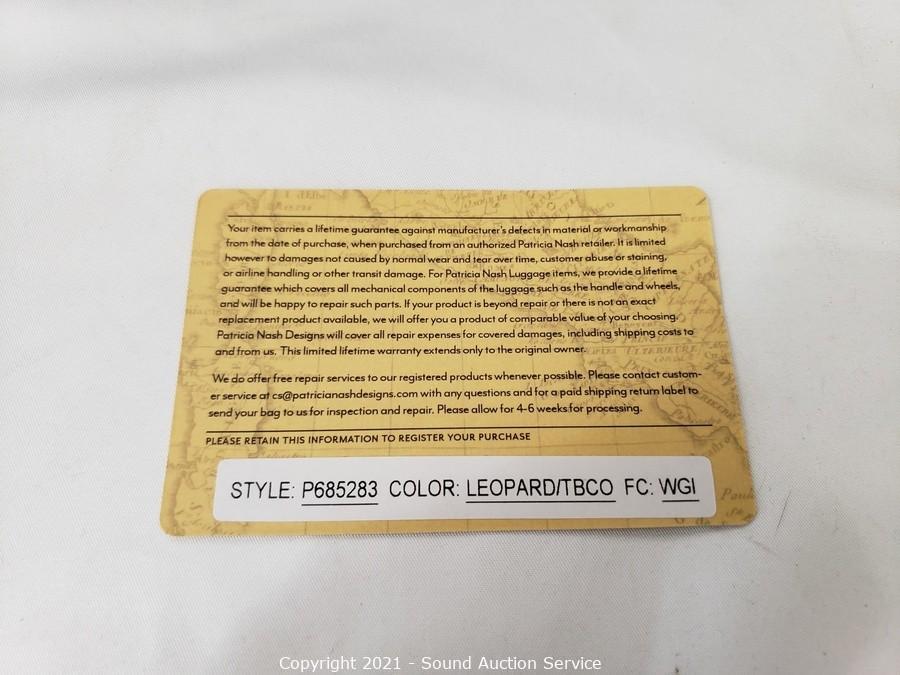 Your item carries a lifetime guarantee against manufacturer's defects in material or workmanship
from the date of purchase, when purchased from an authorized Patricia Nash retailer. It is limited
however to damages not caused by normal wear and tear over time, customer abuse or staining,
or airline handling or other transit damage. For Patricia Nash Luggage items, we provide a lifetime
guarantee which covers all mechanical components of the luggage such as the handle and wheels,
and will be happy to repair such parts. If your product is beyond repair or there is not an exact
replacement product available, we will offer you a product of comparable value of your choosing.
Patricia Nash Designs will cover all repair expenses for covered damages, including shipping costs to
and from us. This limited lifetime warranty extends only to the original owner.
We do offer free repair services to our registered products whenever possible. Please contact custom-
er service at cs@patricianashdesigns.com with any questions and for a paid shipping return label to
send your bag to us for inspection and repair. Please allow for 4-6 weeks for processing.
PLEASE RETAIN THIS INFORMATION TO REGISTER YOUR PURCHASE
STYLE: P685283 COLOR: LEOPARD/TBCO FC: WGI
Copyright 2021 - Sound Auction Service